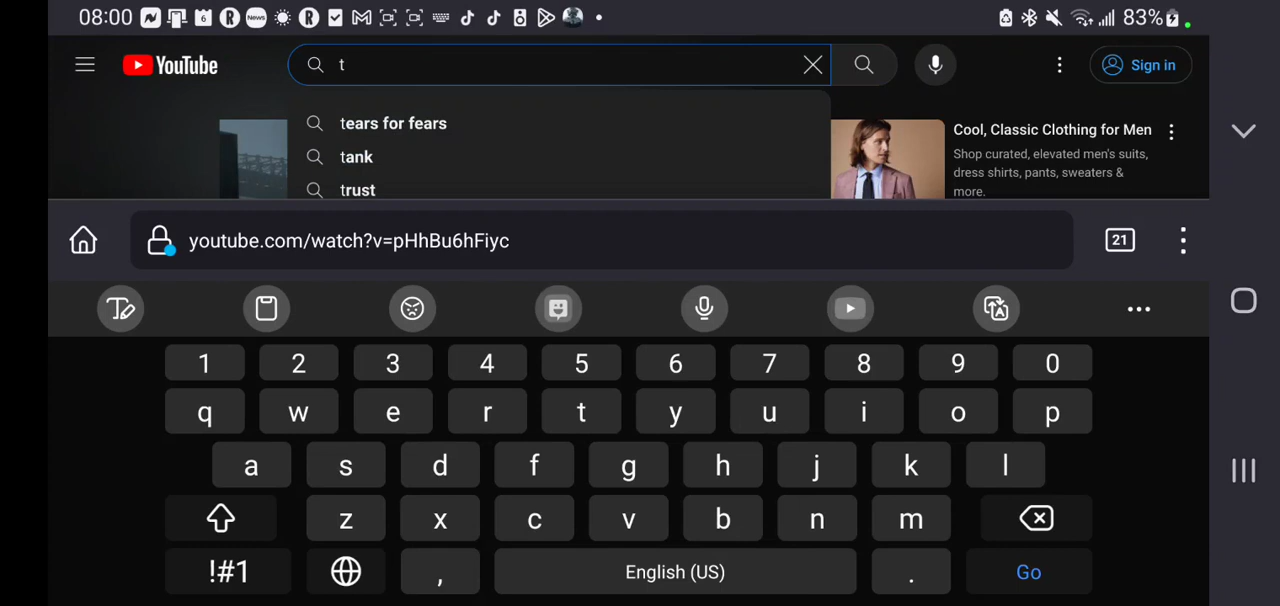 08:00 6 News 83%
YouTube t Sign in
tears for fears
tank
trust
Cool, Classic Clothing for Men
Shop curated, elevated men's suits,
dress shirts, pants, sweaters &
more.
youtube.com/watch?v=pHhBu6hFiyc 21
1 2 3 4 5 6 7 8 9 0
q w e r t y u i o p
a s d f g h j k l
z x c v b n m
!#1 , English (US) . Go